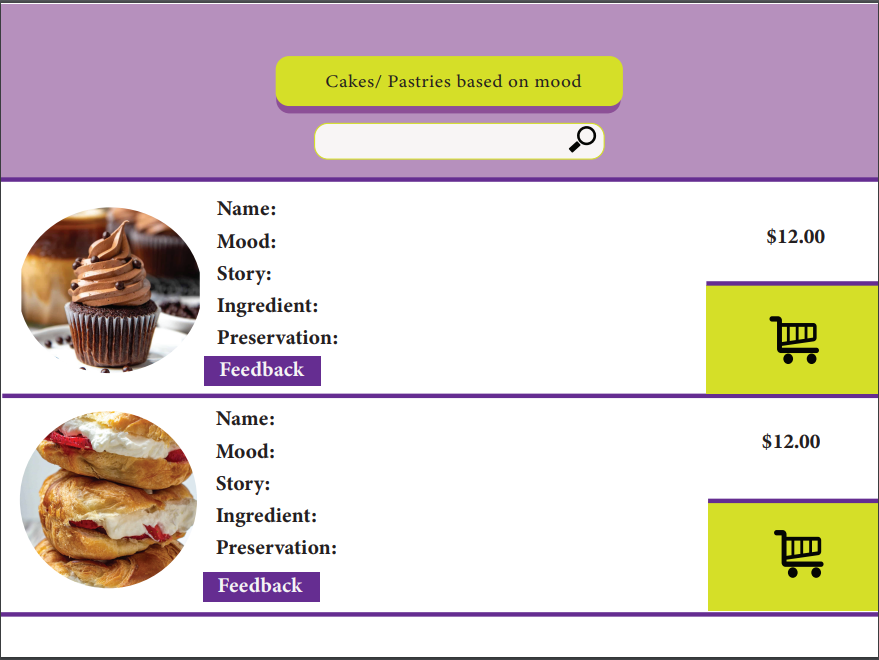 Cakes/ Pastries based on mood
Name:
Mood:
Story:
Ingredient:
Preservation:
Feedback
$12.00
Name:
Mood:
Story:
Ingredient:
Preservation:
Feedback
$12.00